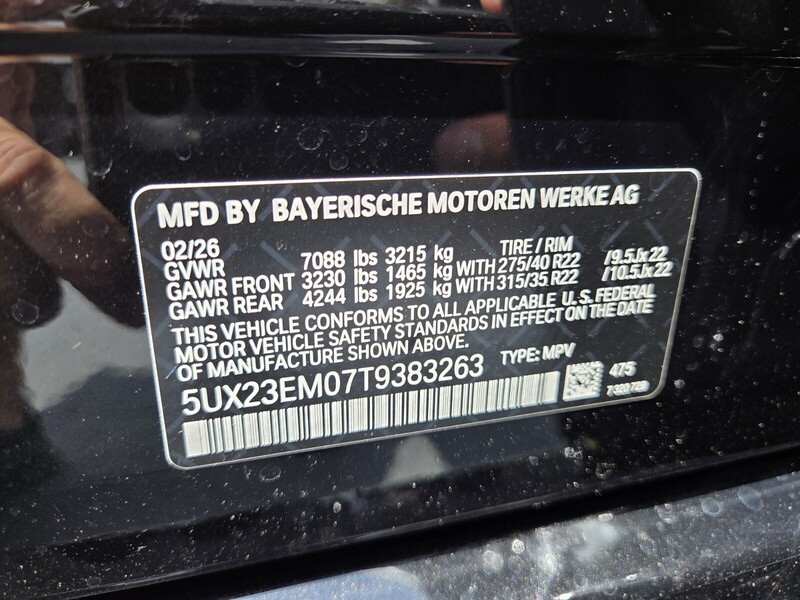 MFD BY BAYERISCHE MOTOREN WERKE AG
02/26 TIRE / RIM
GVWR 7088 lbs 3215 kg
GAWR FRONT 3230 lbs 1465 kg WITH 275/40 R22 /9.5Jx22
GAWR REAR 4244 lbs 1925 kg WITH 315/35 R22 /10.5Jx22
THIS VEHICLE CONFORMS TO ALL APPLICABLE U.S. FEDERAL
MOTOR VEHICLE SAFETY STANDARDS IN EFFECT ON THE DATE
OF MANUFACTURE SHOWN ABOVE.
5UX23EM07T9383263 TYPE: MPV
475
7 320 728